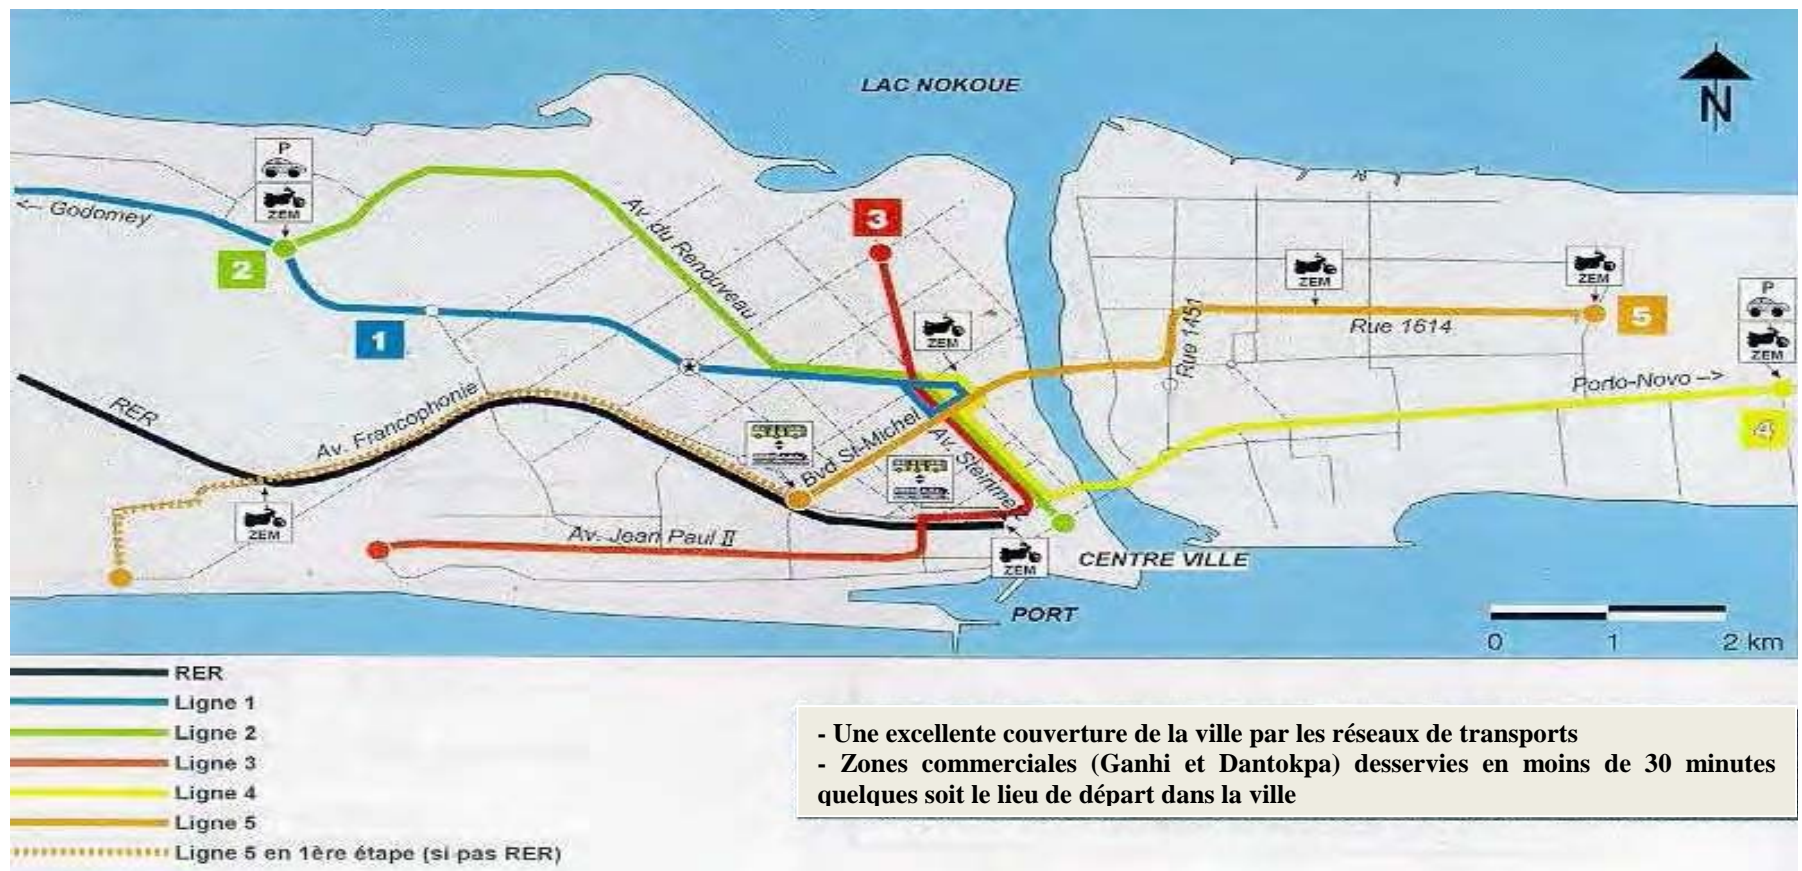 LAC NOKOUE
N
P
ZEM
<-- Godomey
2
Av. du Renouveau
3
ZEM
ZEM
ZEM
P
ZEM
1
ZEM
Rue 1451
5
Rue 1614
Porto-Novo -->
4
RER
Av. Francophonie
Bvd St-Michel
ZEM
Av. Jean Paul II
ZEM
CENTRE VILLE
PORT
0 1 2 km
RER
Ligne 1
Ligne 2
Ligne 3
Ligne 4
Ligne 5
Ligne 5 en 1ère étape (si pas RER)
- Une excellente couverture de la ville par les réseaux de transports
- Zones commerciales (Ganhi et Dantokpa) desservies en moins de 30 minutes
quelques soit le lieu de départ dans la ville